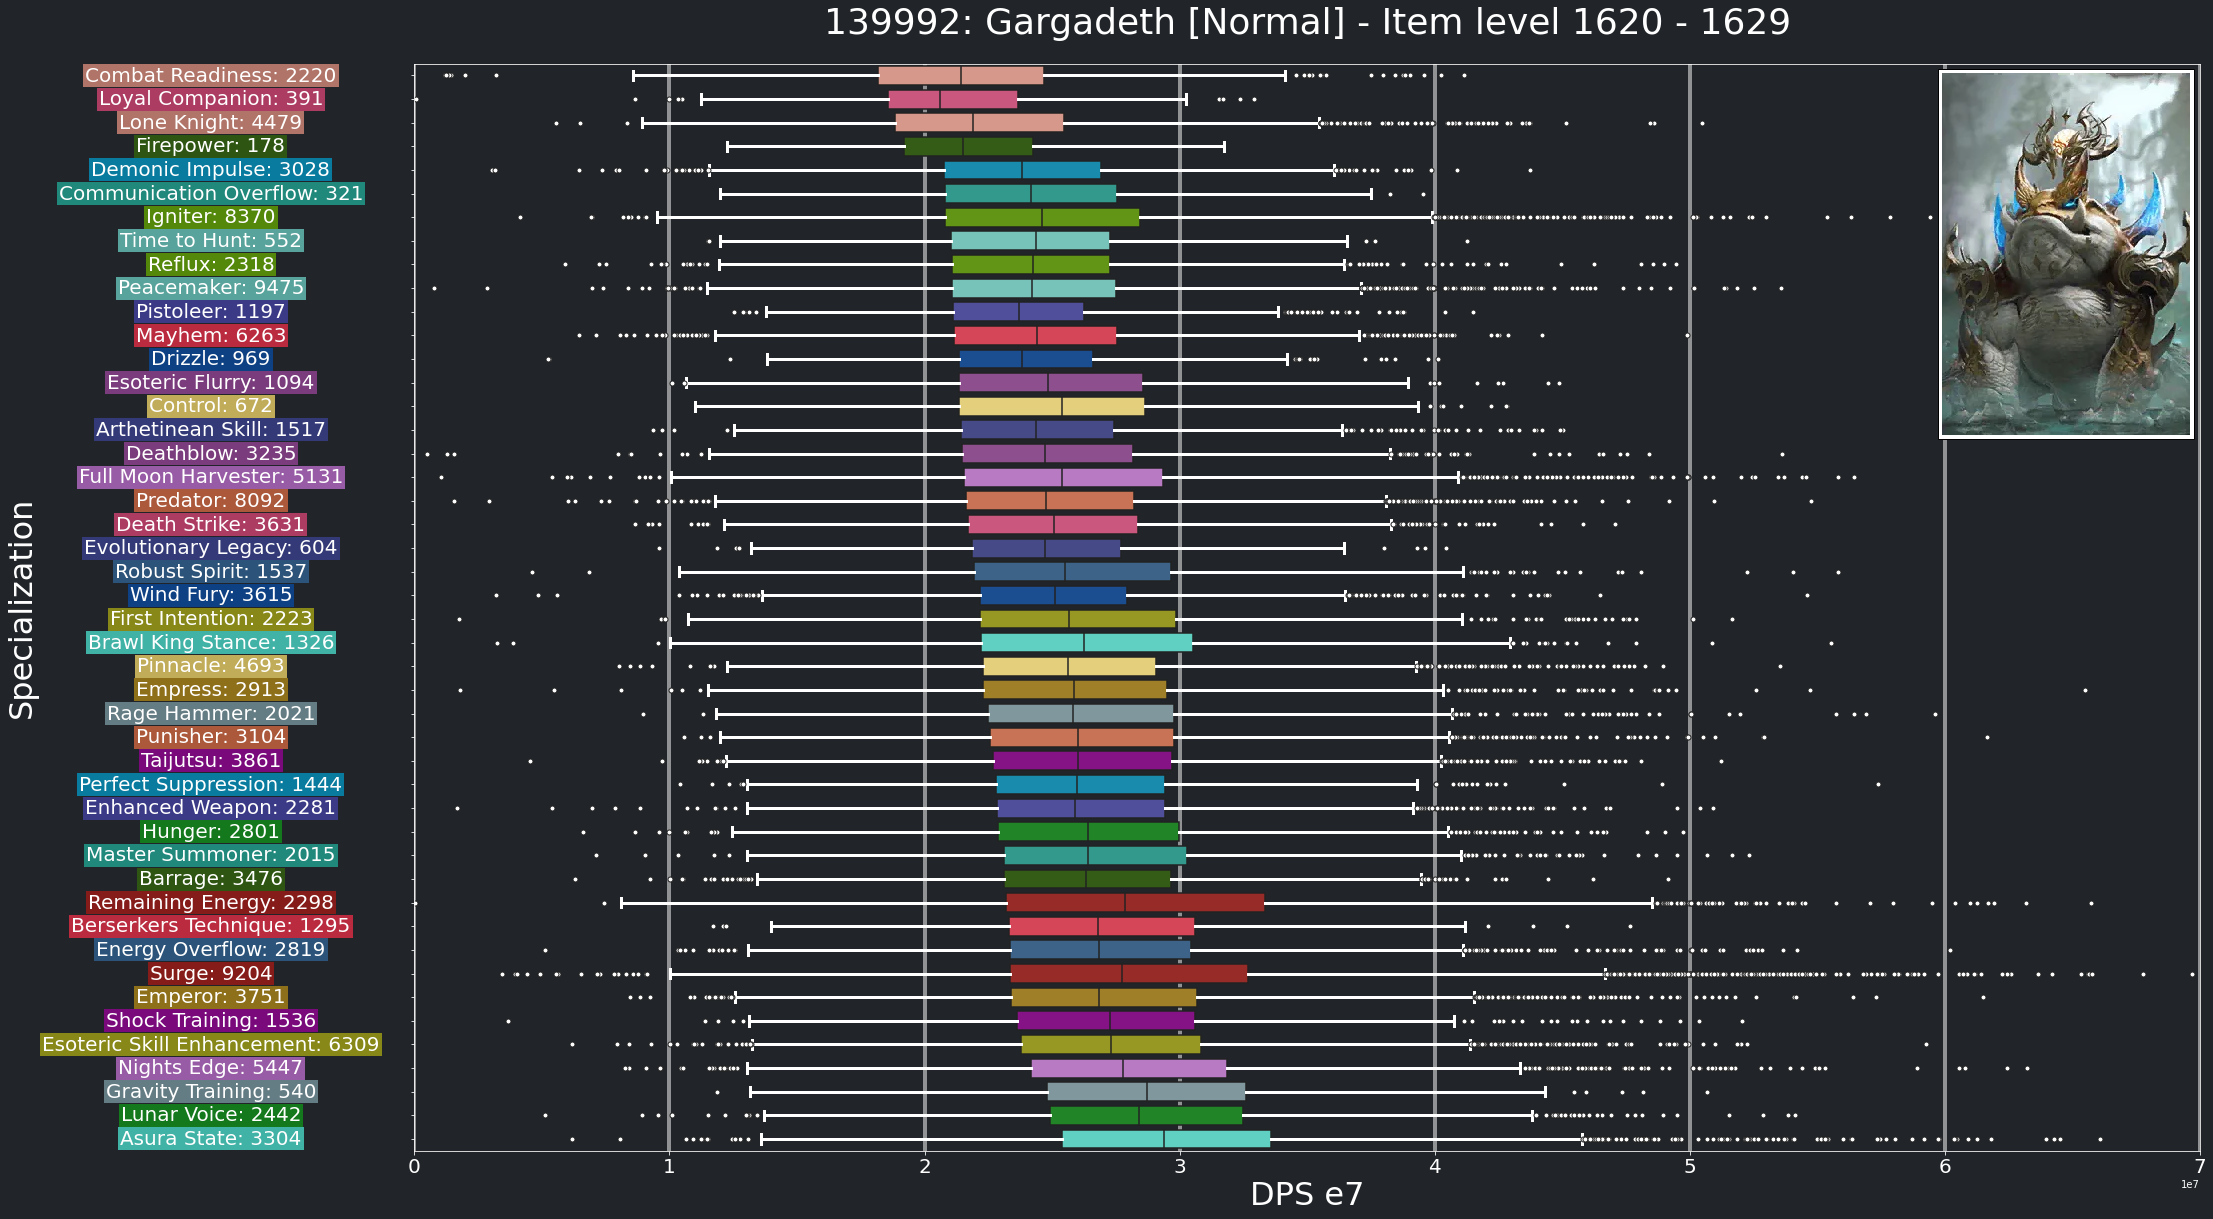 139992: Gargadeth [Normal] - Item level 1620 - 1629
Specialization
Combat Readiness: 2220
Loyal Companion: 391
Lone Knight: 4479
Firepower: 178
Demonic Impulse: 3028
Communication Overflow: 321
Igniter: 8370
Time to Hunt: 552
Reflux: 2318
Peacemaker: 9475
Pistoleer: 1197
Mayhem: 6263
Drizzle: 969
Esoteric Flurry: 1094
Control: 672
Arthetinean Skill: 1517
Deathblow: 3235
Full Moon Harvester: 5131
Predator: 8092
Death Strike: 3631
Evolutionary Legacy: 604
Robust Spirit: 1537
Wind Fury: 3615
First Intention: 2223
Brawl King Stance: 1326
Pinnacle: 4693
Empress: 2913
Rage Hammer: 2021
Punisher: 3104
Taijutsu: 3861
Perfect Suppression: 1444
Enhanced Weapon: 2281
Hunger: 2801
Master Summoner: 2015
Barrage: 3476
Remaining Energy: 2298
Berserkers Technique: 1295
Energy Overflow: 2819
Surge: 9204
Emperor: 3751
Shock Training: 1536
Esoteric Skill Enhancement: 6309
Nights Edge: 5447
Gravity Training: 540
Lunar Voice: 2442
Asura State: 3304
0 1 2 3 4 5 6 7
DPS e7
1e7